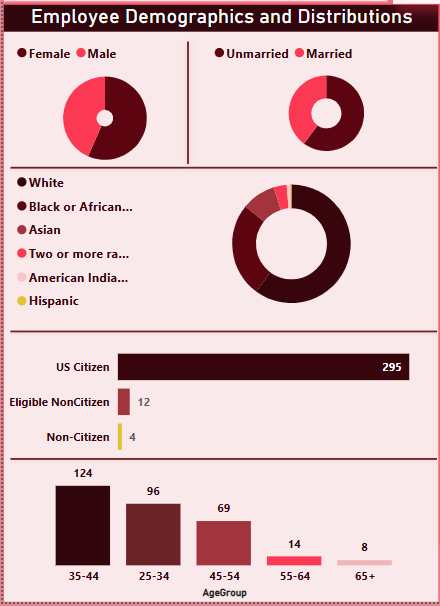 Employee Demographics and Distributions
Female Male
Unmarried Married
White
Black or African...
Asian
Two or more ra...
American India...
Hispanic
US Citizen 295
Eligible NonCitizen 12
Non-Citizen 4
124 96 69 14 8
35-44 25-34 45-54 55-64 65+
AgeGroup